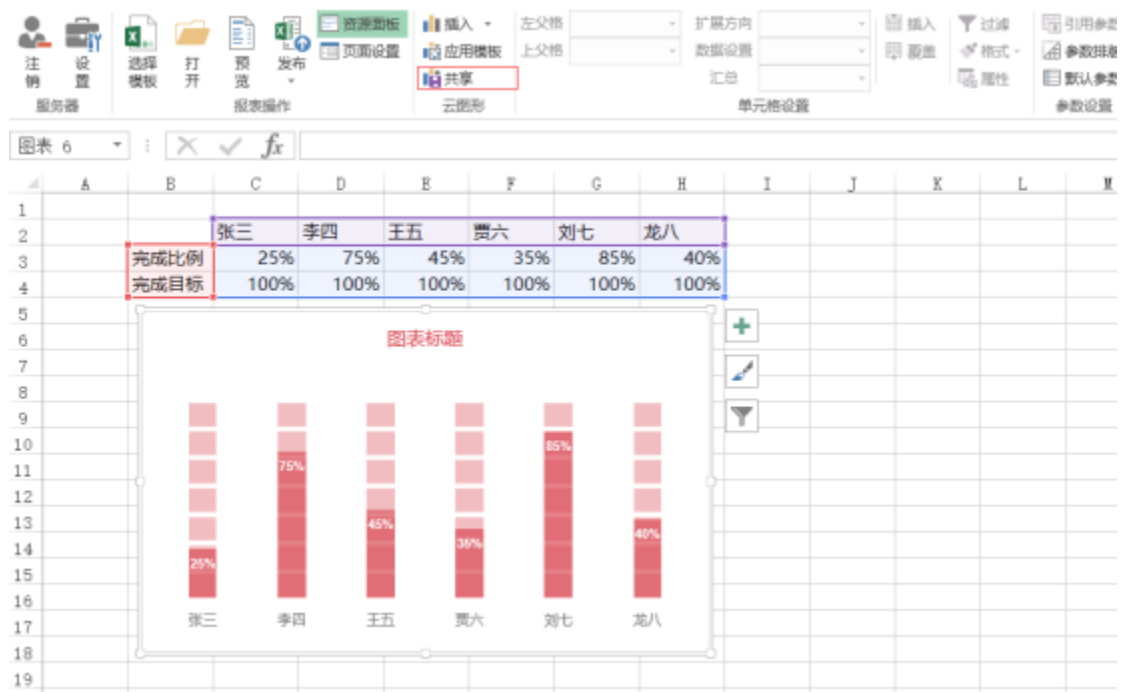 资源面板 插入 左父格 扩展方向 插入 过滤 引用参数
页面设置 应用模板 上父格 数据设置 覆盖 格式 参数排版
注销 设置 选择模板 打开 预览 发布 共享 汇总 属性 默认参数
服务器 报表操作 云图形 单元格设置 参数设置
图表 6 fx
A B C D E F G H I J K L M
1
2 张三 李四 王五 贾六 刘七 龙八
3 完成比例 25% 75% 45% 35% 85% 40%
4 完成目标 100% 100% 100% 100% 100% 100%
5
6 图表标题
7
8
9
10 85%
11 75%
12
13 45% 40%
14 35%
15 25%
16
17 张三 李四 王五 贾六 刘七 龙八
18
19